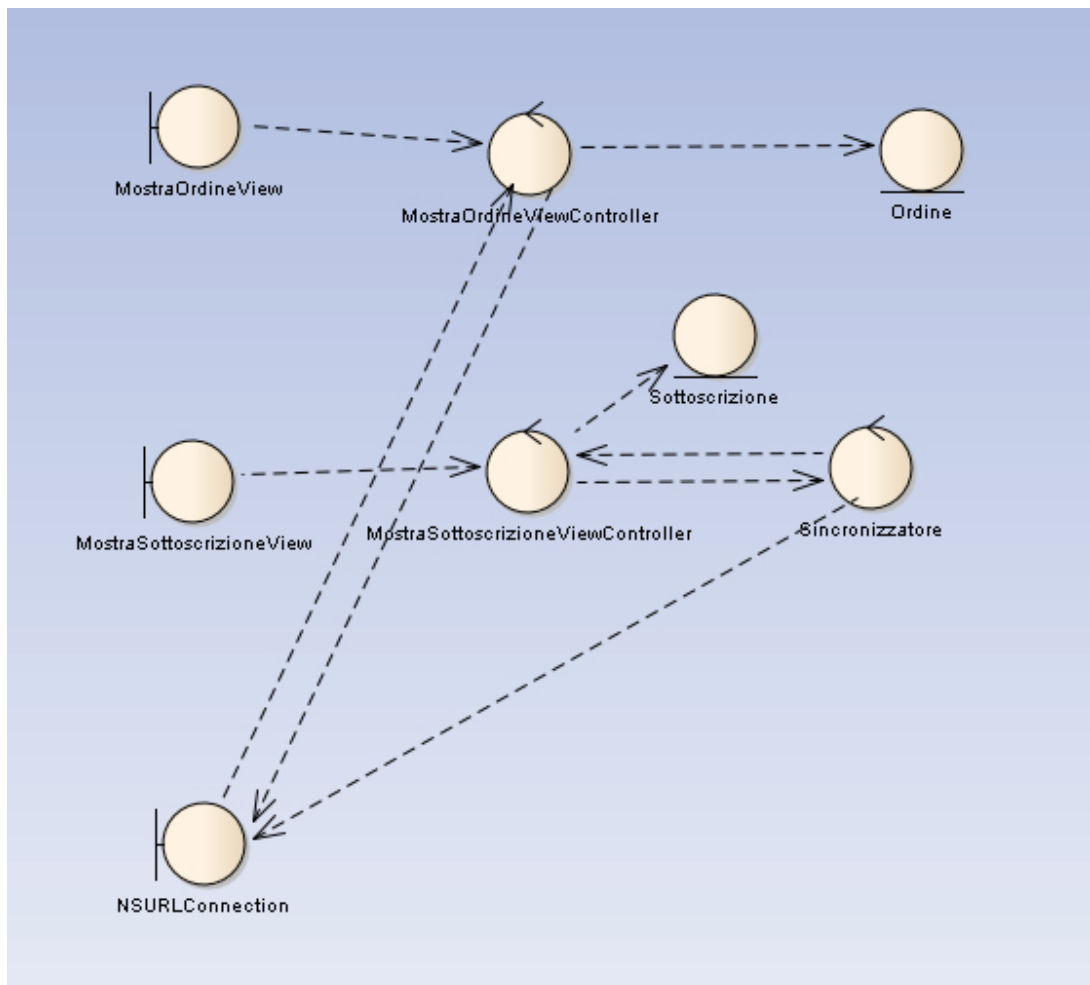 MostraOrdineView
MostraOrdineViewController
Ordine
Sottoscrizione
MostraSottoscrizioneView
MostraSottoscrizioneViewController
Sincronizzatore
NSURLConnection